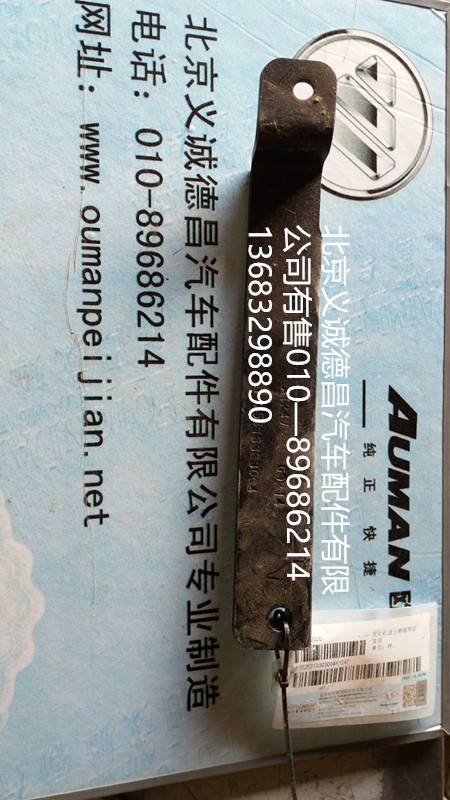 北京义诚德昌汽车配件有限公司专业制造
电话：010-89686214
网址：www.oumanpeijian.net
北京义诚德昌汽车配件有限
公司有售010—89686214
13683298890
AUMAN
纯正 快捷